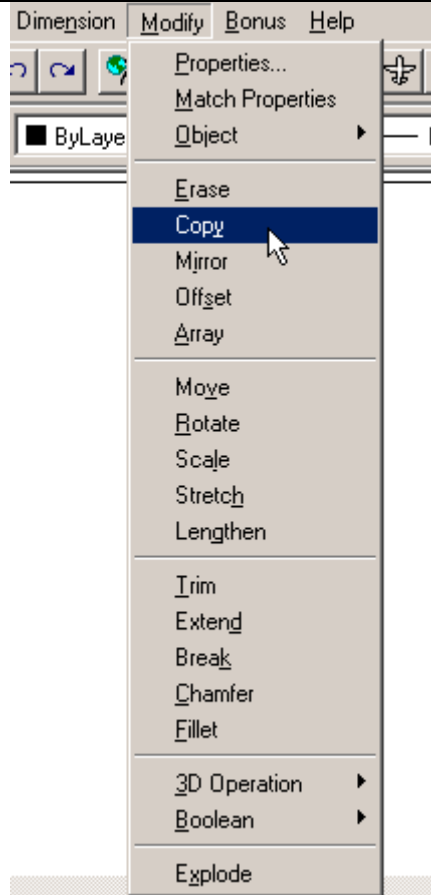 Dimension Modify Bonus Help
Properties...
Match Properties
ByLaye
Object
Erase
Copy
Mirror
Offset
Array
Move
Rotate
Scale
Stretch
Lengthen
Trim
Extend
Break
Chamfer
Fillet
3D Operation
Boolean
Explode